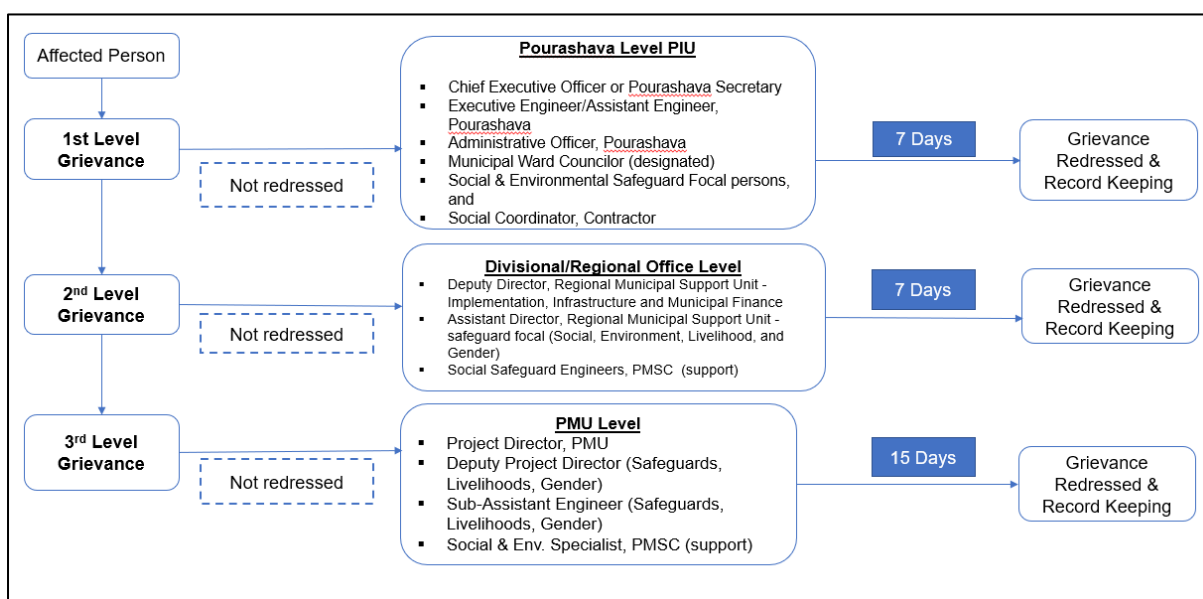 Affected Person
Pourashava Level PIU
▪ Chief Executive Officer or Pourashava Secretary
▪ Executive Engineer/Assistant Engineer,
Pourashava
▪ Administrative Officer, Pourashava
▪ Municipal Ward Councilor (designated)
▪ Social & Environmental Safeguard Focal persons,
and
▪ Social Coordinator, Contractor
1st Level
Grievance
Not redressed
7 Days
Grievance
Redressed &
Record Keeping
Divisional/Regional Office Level
▪ Deputy Director, Regional Municipal Support Unit -
Implementation, Infrastructure and Municipal Finance
▪ Assistant Director, Regional Municipal Support Unit -
safeguard focal (Social, Environment, Livelihood, and
Gender)
▪ Social Safeguard Engineers, PMSC (support)
2nd Level
Grievance
Not redressed
7 Days
Grievance
Redressed &
Record Keeping
PMU Level
▪ Project Director, PMU
▪ Deputy Project Director (Safeguards,
Livelihoods, Gender)
▪ Sub-Assistant Engineer (Safeguards,
Livelihoods, Gender)
▪ Social & Env. Specialist, PMSC (support)
3rd Level
Grievance
Not redressed
15 Days
Grievance
Redressed &
Record Keeping